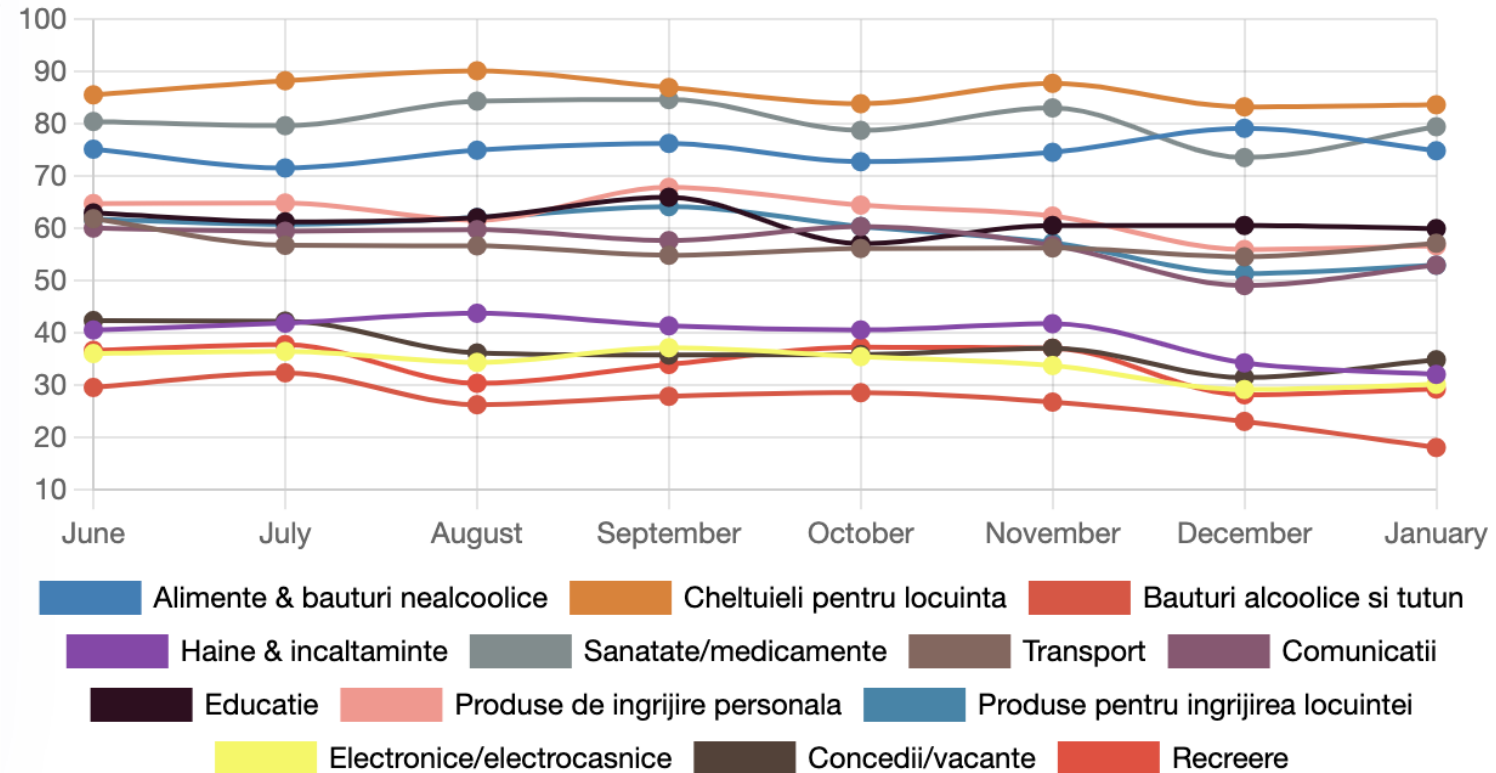 100
90
80
70
60
50
40
30
20
10
June July August September October November December January
Alimente & bauturi nealcoolice Cheltuieli pentru locuinta Bauturi alcoolice si tutun
Haine & incaltaminte Sanatate/medicamente Transport Comunicatii
Educatie Produse de ingrijire personala Produse pentru ingrijirea locuintei
Electronice/electrocasnice Concedii/vacante Recreere